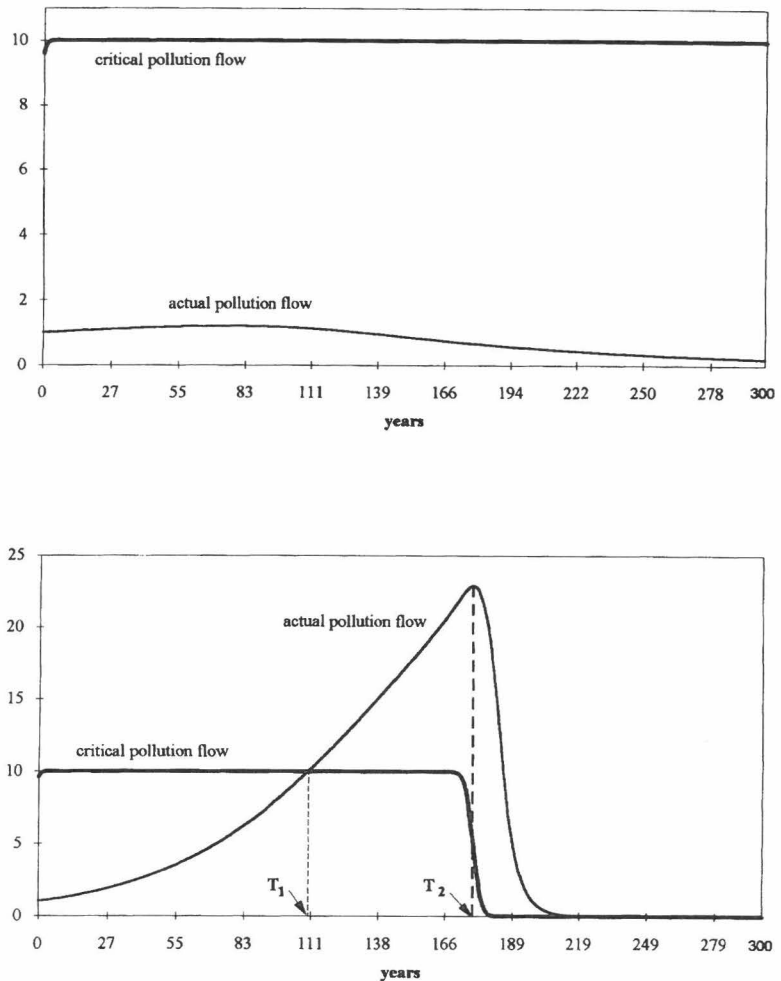 10
critical pollution flow
8
6
4
actual pollution flow
2
0
0 27 55 83 111 139 166 194 222 250 278 300
years
25
actual pollution flow
20
15
critical pollution flow
10
5
T1 T2
0
0 27 55 83 111 138 166 189 219 249 279 300
years